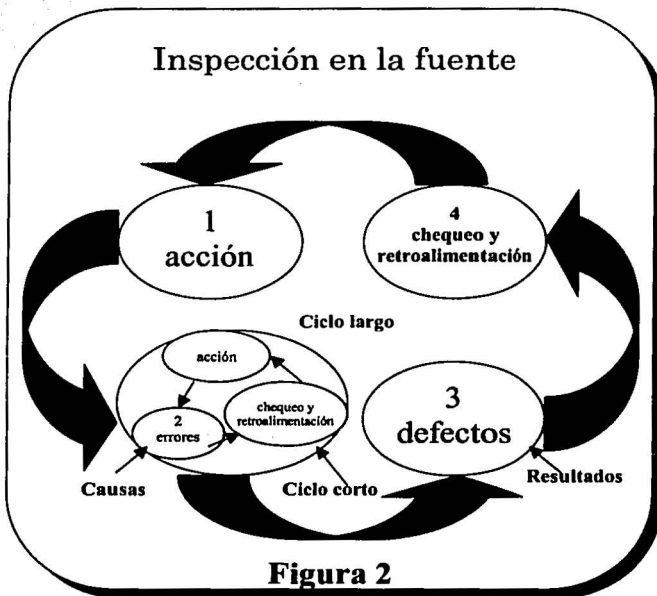 Inspección en la fuente
1
acción
4
chequeo y
retroalimentación
Ciclo largo
acción
2
errores
chequeo y
retroalimentación
3
defectos
Causas
Ciclo corto
Resultados
Figura 2